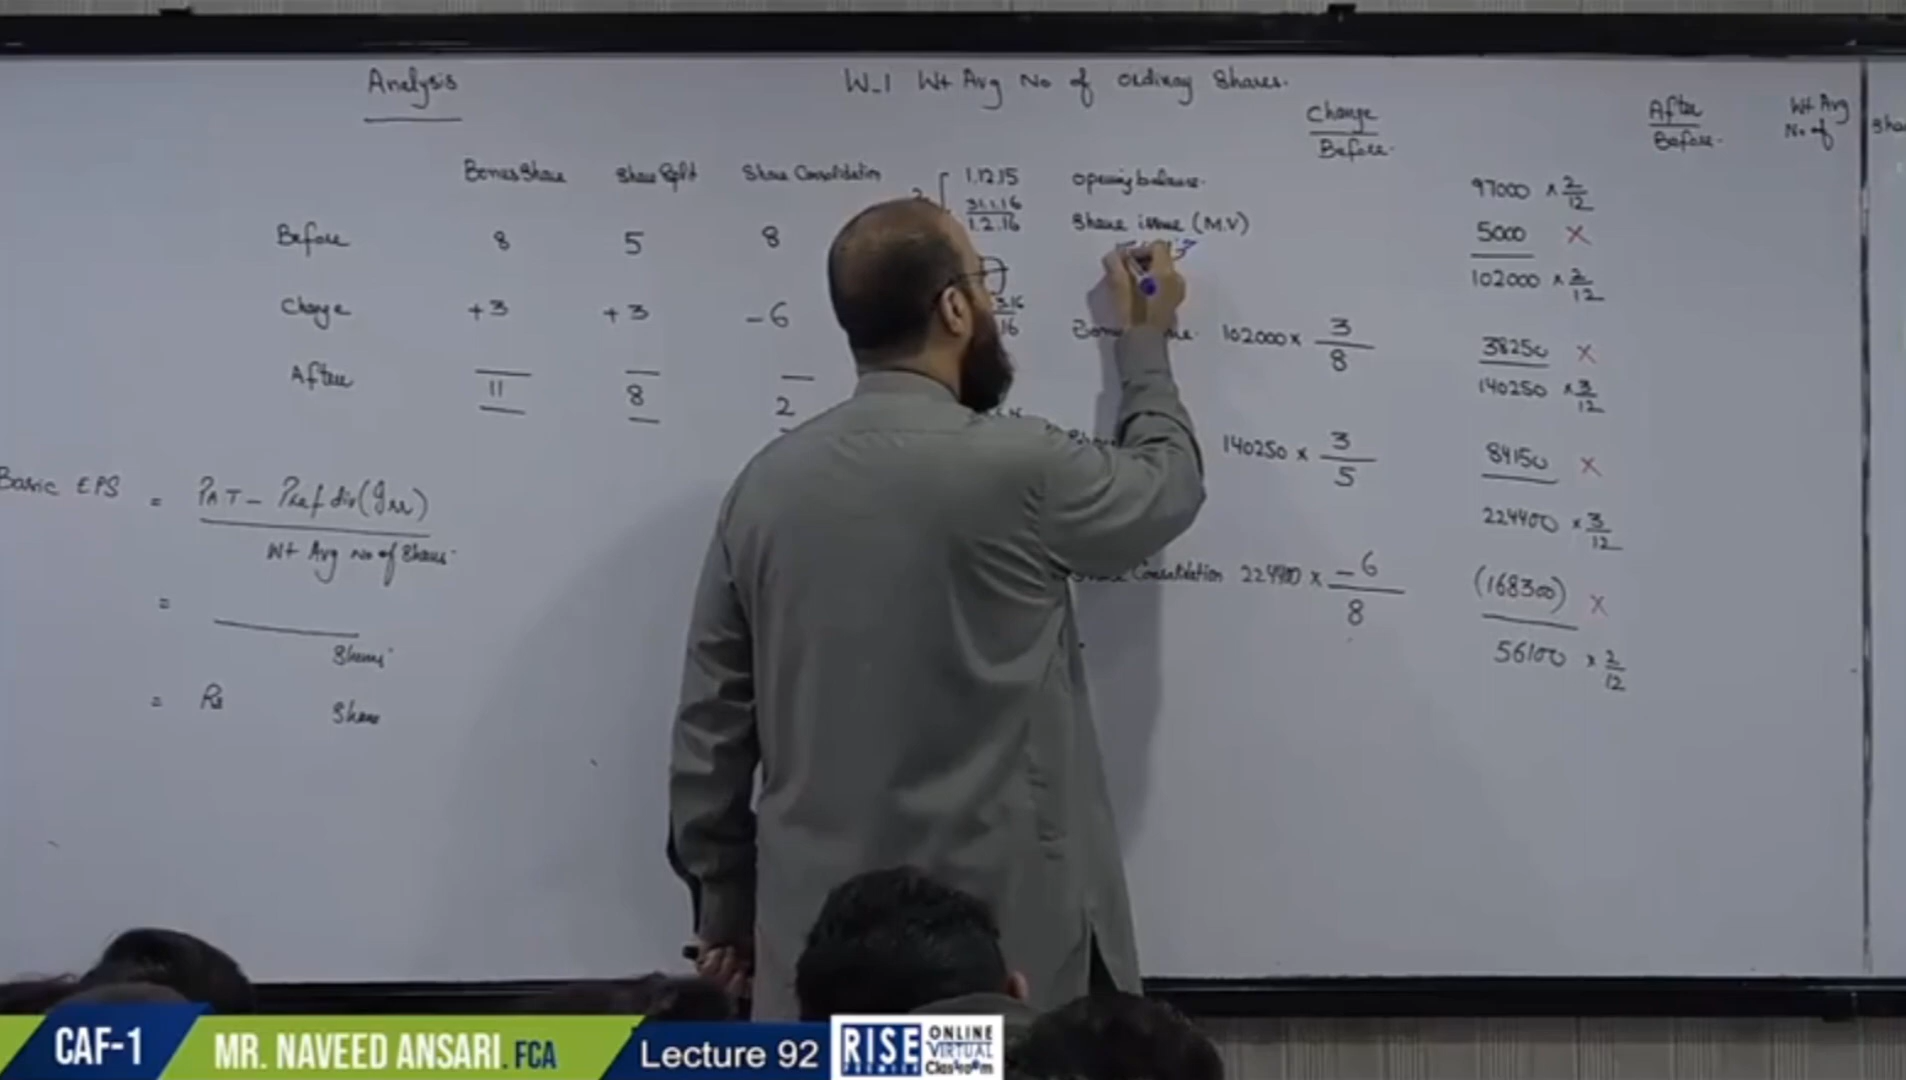 Analysis
Bonus Share Share Split Share Consolidation
Before 8 5 8
Change +3 +3 -6
After 11 8 2
Basic EPS = PAT - Pref div (Irr)
Wt Avg No of Shares
=
Shares
= Rs Share
W-1 Wt Avg No of Ordinay Shares.
Change
Before
After
Before
Wt Avg
No of Sha
1.12.15 Opening balance 97000 × 2/12
31.1.16
1.2.16 Share issue (M.V) 5000 ×
102000 × 2/12
102000 × 3/8 38250 ×
140250 × 3/12
140250 × 3/5 84150 ×
224400 × 3/12
Consolidation 224400 × -6/8 (168300) ×
56100 × 2/12
CAF-1
MR. NAVEED ANSARI. FCA
Lecture 92
RISE
PREMIER
ONLINE
VIRTUAL
Classroom